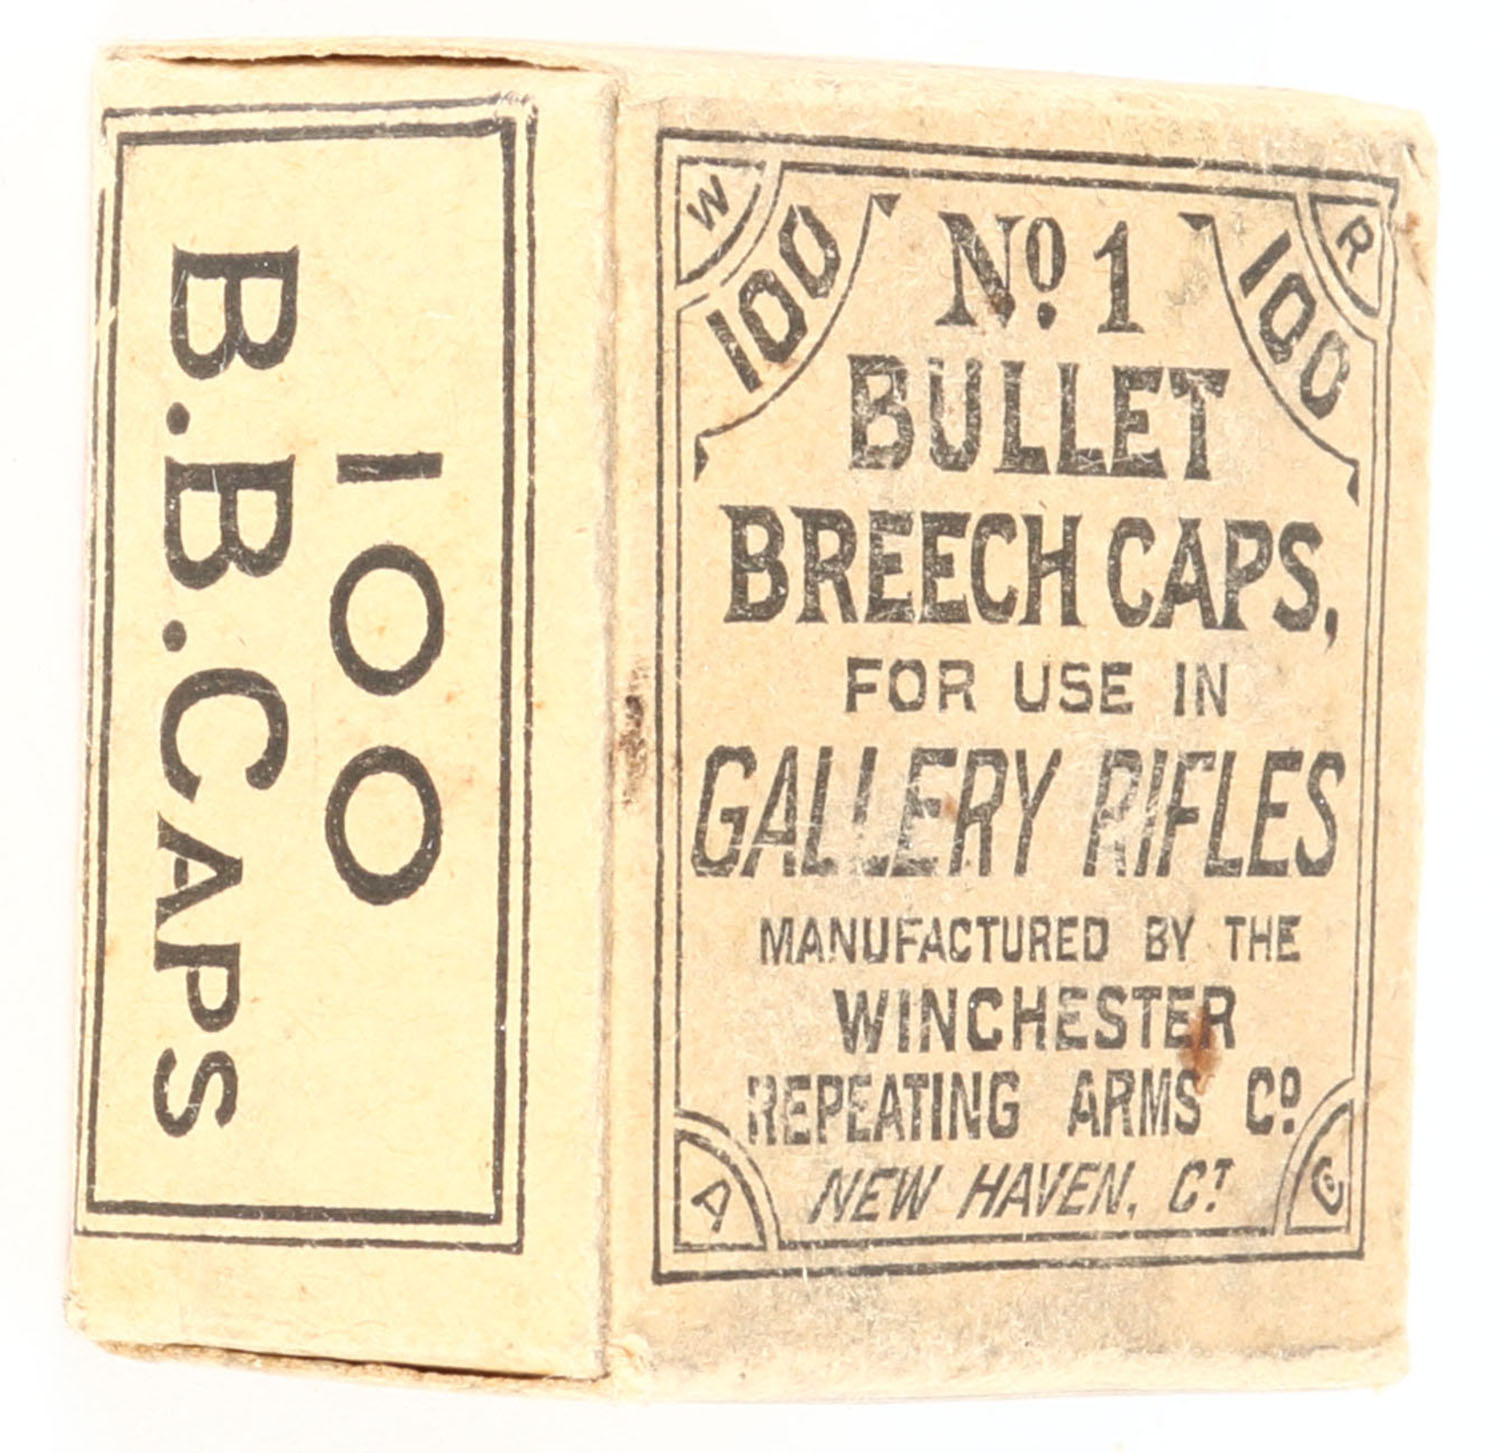 100
B.B. CAPS
W
R
100
100
No. 1
BULLET
BREECH CAPS,
FOR USE IN
GALLERY RIFLES
MANUFACTURED BY THE
WINCHESTER
REPEATING ARMS Co.
NEW HAVEN, CT.
A
Co